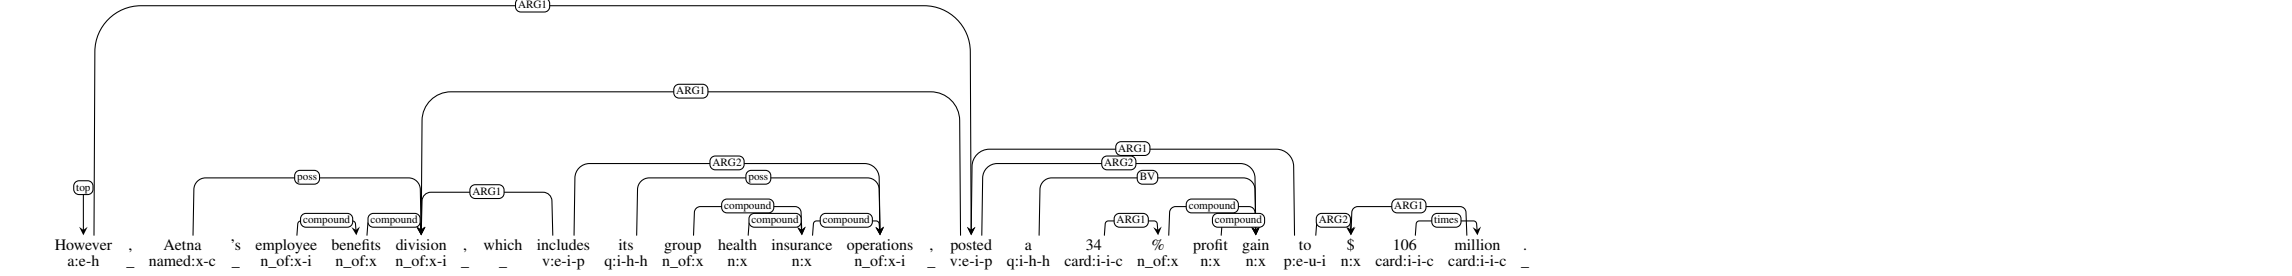 ARG1
ARG1
ARG1
ARG2 ARG2
poss poss BV
top ARG1
compound compound ARG1
compound compound compound compound ARG1 compound ARG2 times
However , Aetna 's employee benefits division , which includes its group health insurance operations , posted a 34 % profit gain to $ 106 million .
a:e-h _ named:x-c _ n_of:x-i n_of:x n_of:x-i _ _ v:e-i-p q:i-h-h n_of:x n:x n:x n_of:x-i _ v:e-i-p q:i-h-h card:i-i-c n_of:x n:x n:x p:e-u-i n:x card:i-i-c card:i-i-c _